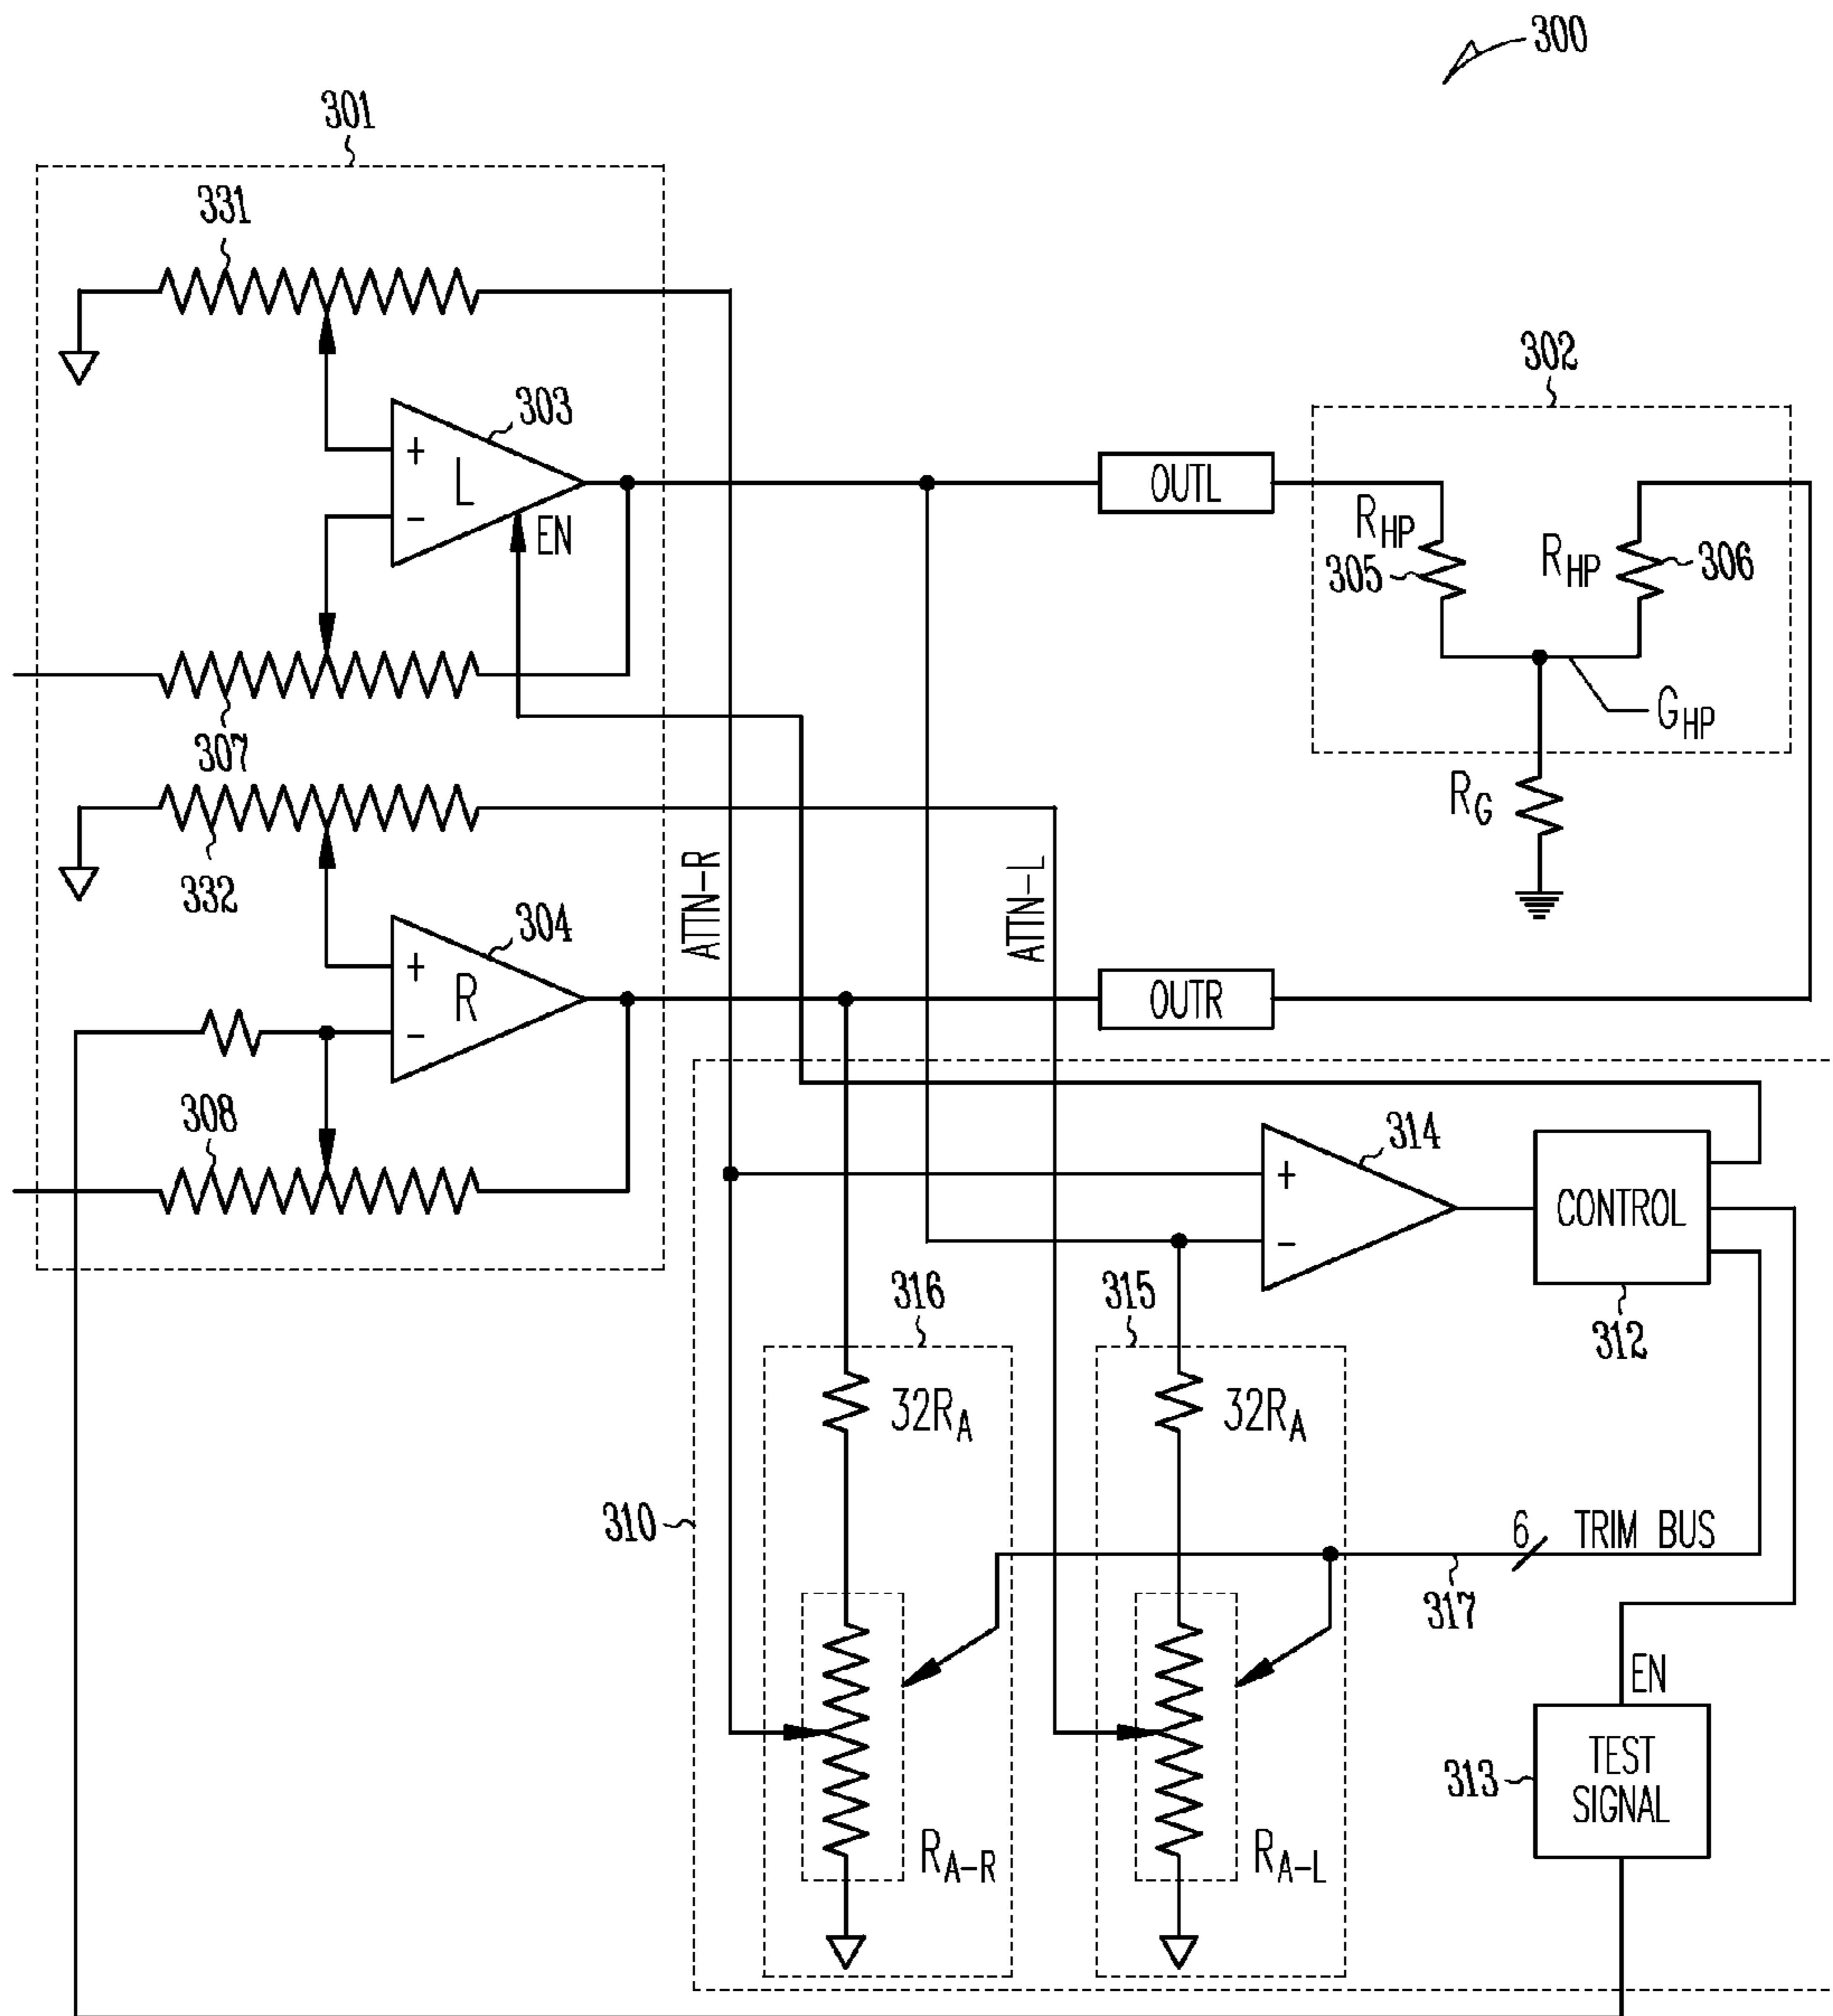 300
301
331
303
+
L
-
EN
307
332
304
+
R
-
308
ATTN-R
ATTN-L
OUTL
OUTR
302
RHP
305
RHP
306
GHP
RG
314
+
-
CONTROL
312
316
32RA
315
32RA
310
6
TRIM BUS
317
EN
RA-R
RA-L
313
TEST
SIGNAL